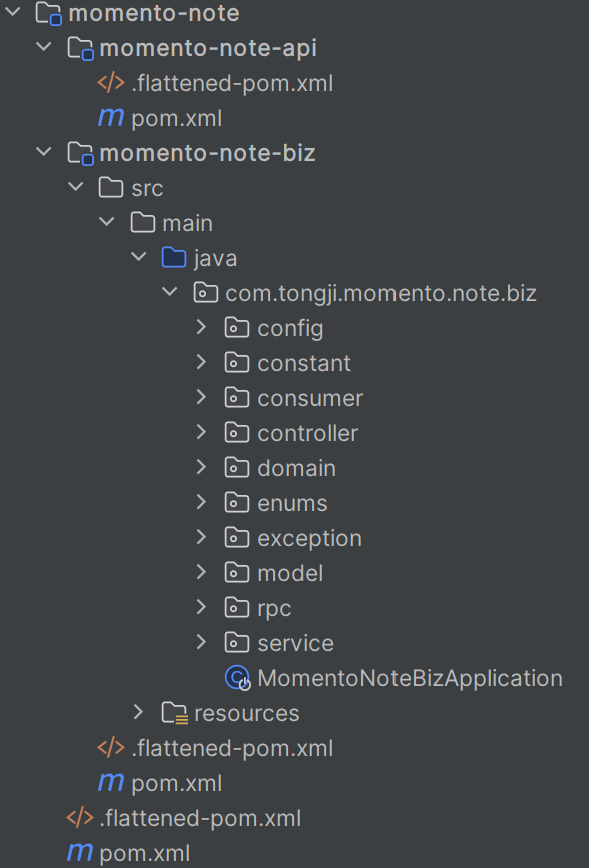 momento-note
momento-note-api
.flattened-pom.xml
pom.xml
momento-note-biz
src
main
java
com.tongji.momento.note.biz
config
constant
consumer
controller
domain
enums
exception
model
rpc
service
MomentoNoteBizApplication
resources
.flattened-pom.xml
pom.xml
.flattened-pom.xml
pom.xml